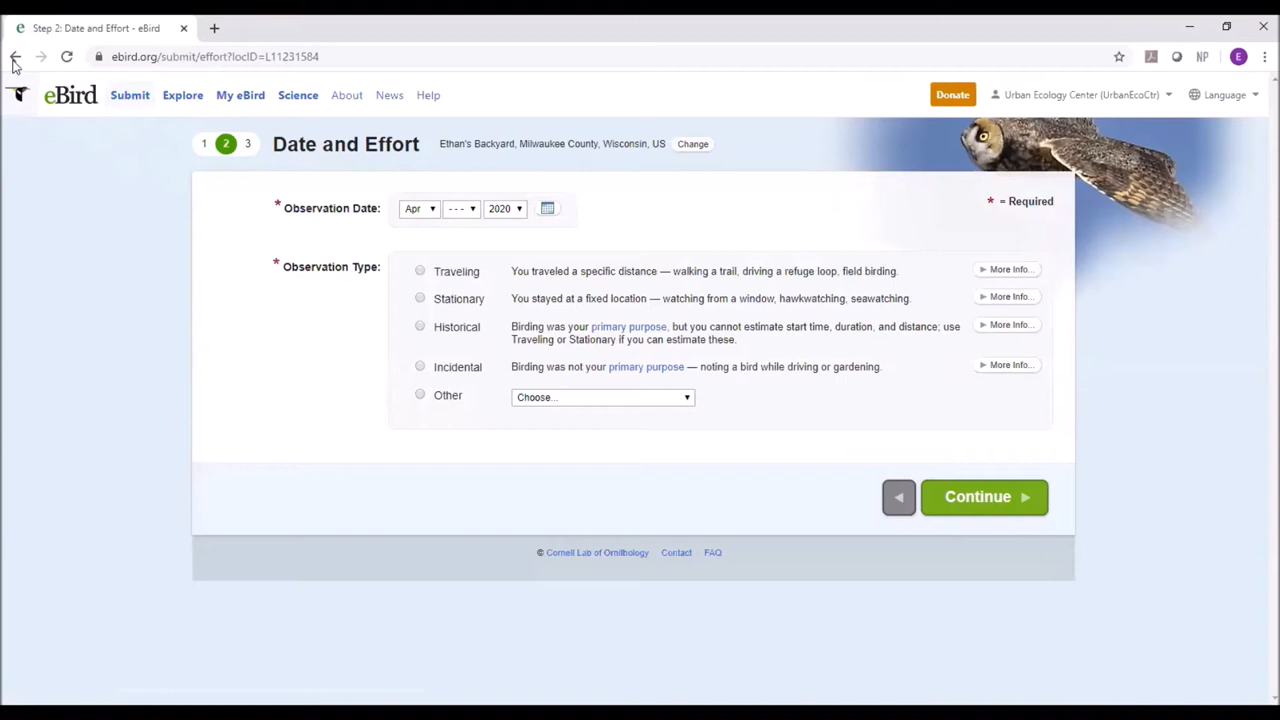 Step 2: Date and Effort - eBird
ebird.org/submit/effort?locID=L11231584
NP
E
eBird Submit Explore My eBird Science About News Help Donate Urban Ecology Center (UrbanEcoCtr) Language
1 2 3 Date and Effort Ethan's Backyard, Milwaukee County, Wisconsin, US Change
* Observation Date: Apr --- 2020 * = Required
* Observation Type:
Traveling You traveled a specific distance — walking a trail, driving a refuge loop, field birding. More Info...
Stationary You stayed at a fixed location — watching from a window, hawkwatching, seawatching. More Info...
Historical Birding was your primary purpose, but you cannot estimate start time, duration, and distance; use More Info...
Traveling or Stationary if you can estimate these.
Incidental Birding was not your primary purpose — noting a bird while driving or gardening. More Info...
Other Choose...
Continue
© Cornell Lab of Ornithology Contact FAQ